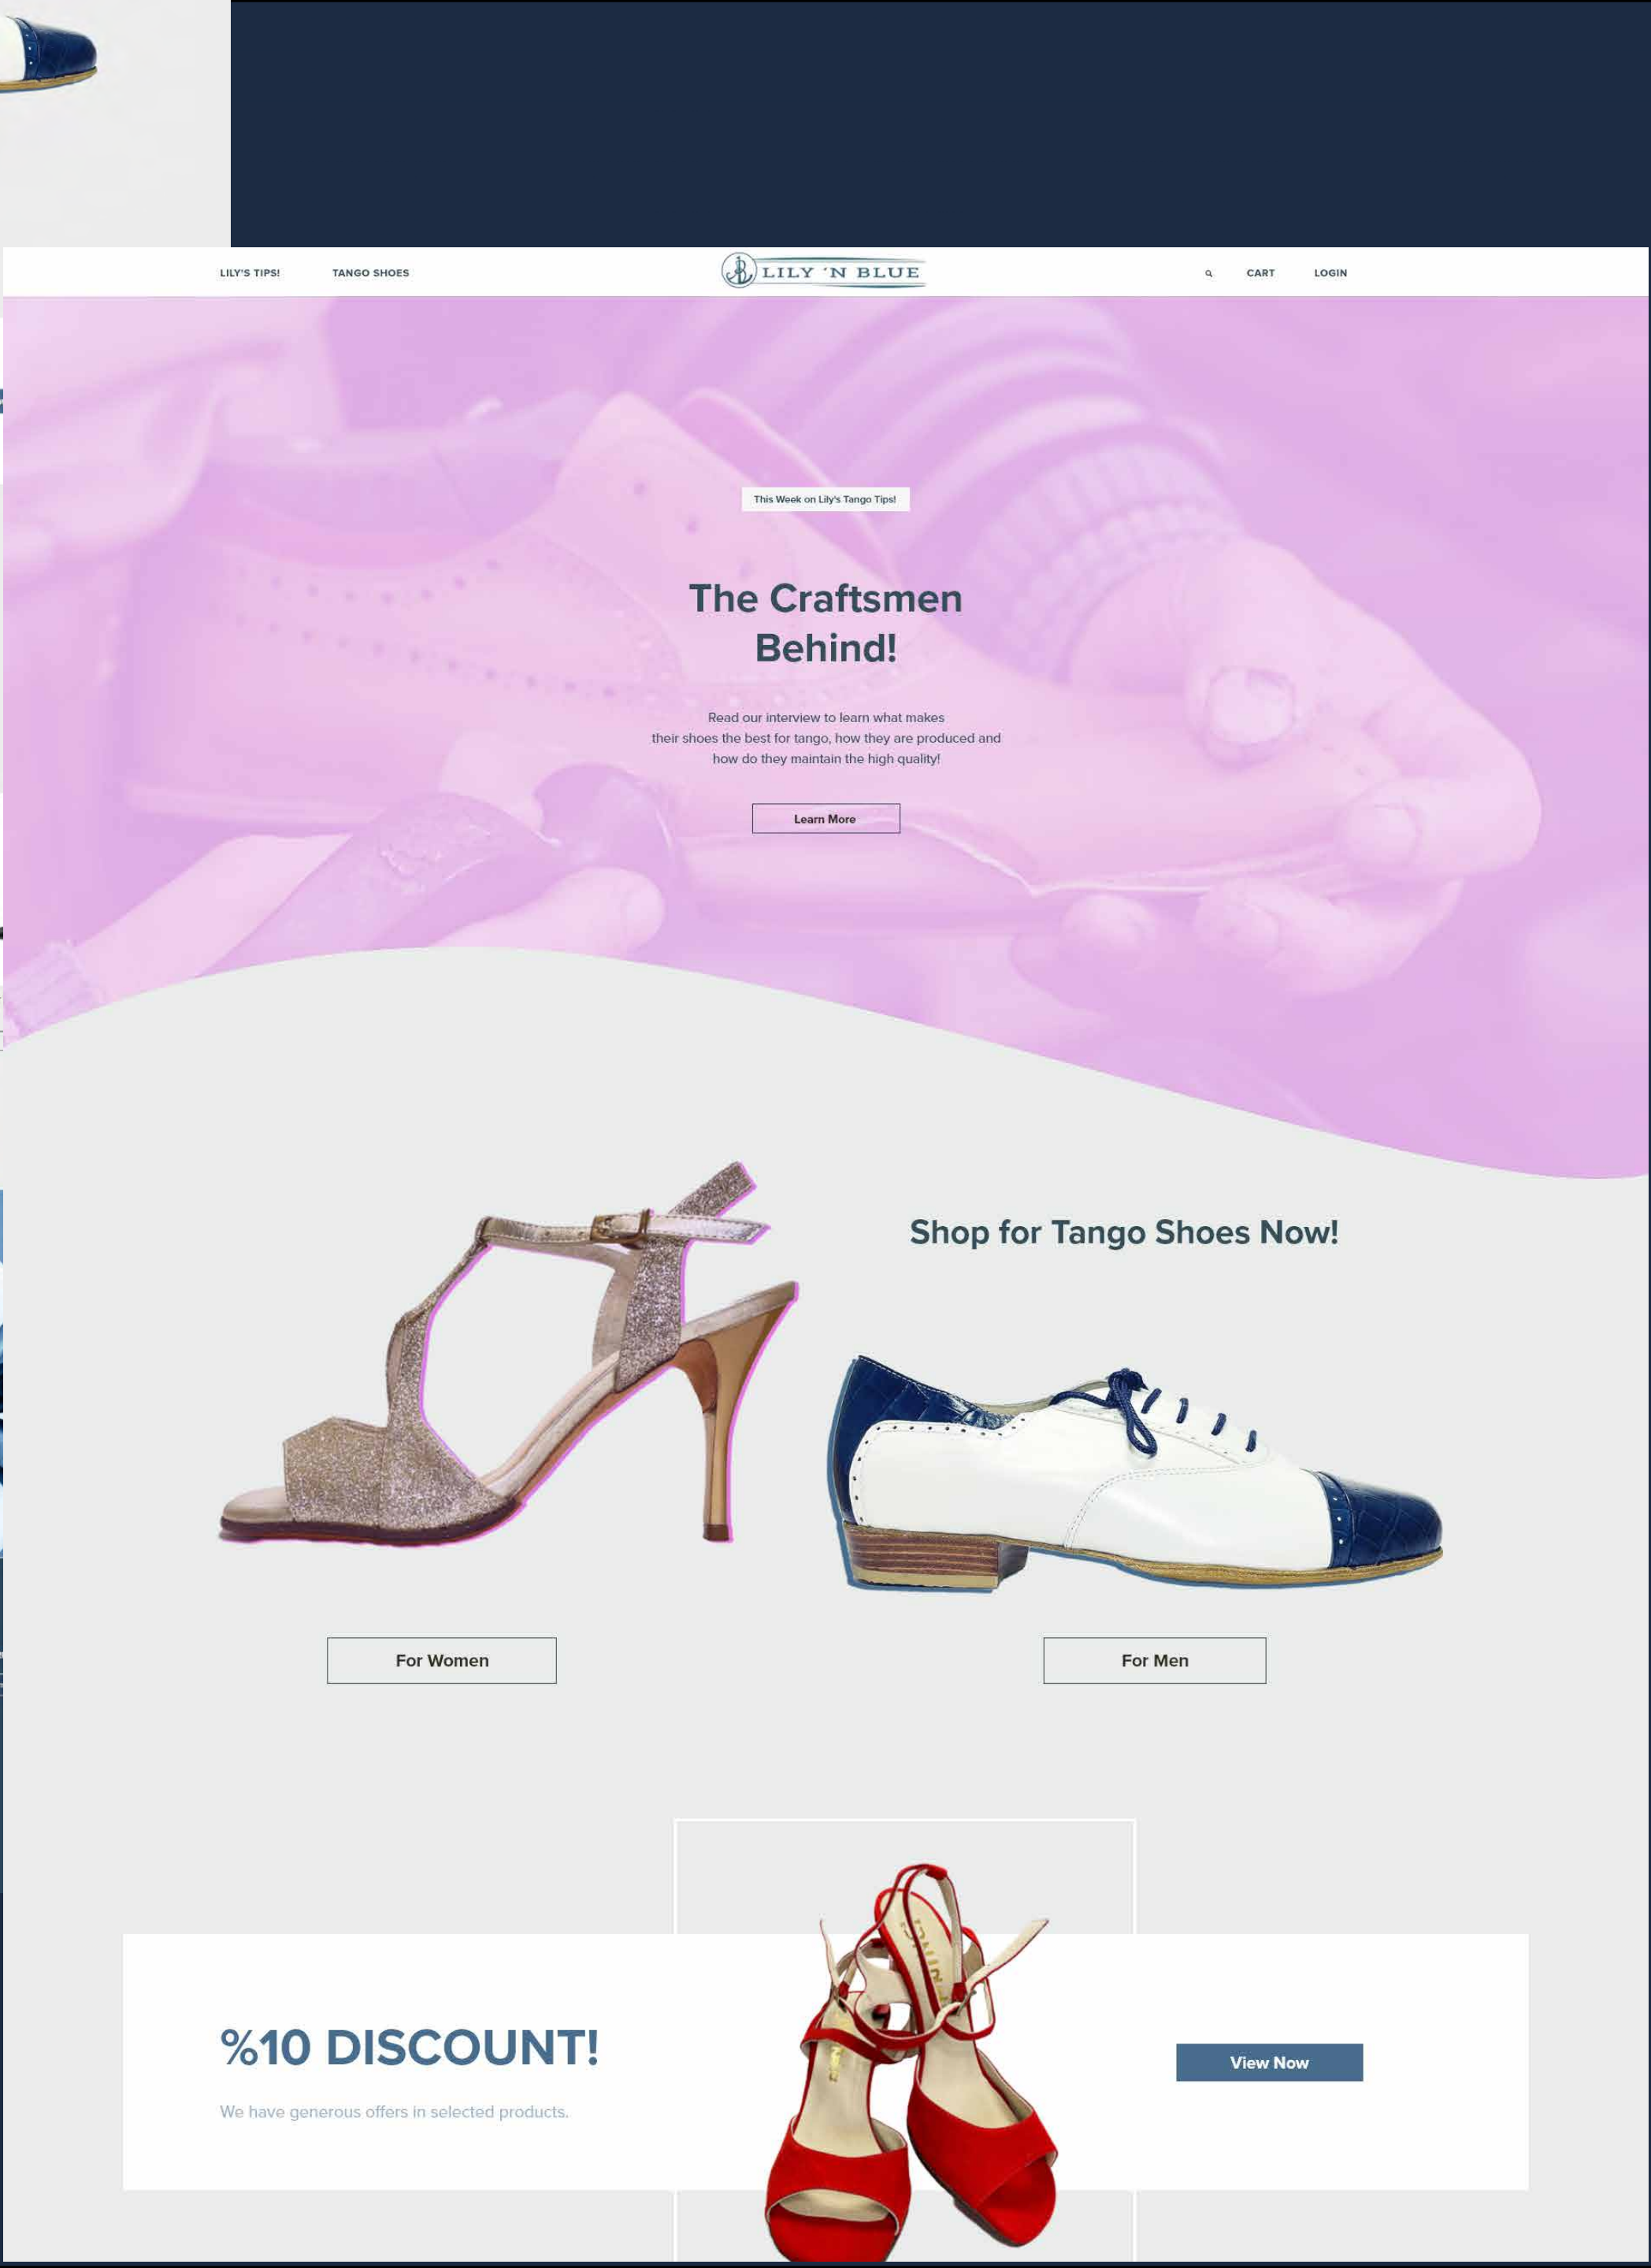 LILY'S TIPS! TANGO SHOES LILY 'N BLUE CART LOGIN
This Week on Lily's Tango Tips!
The Craftsmen
Behind!
Read our interview to learn what makes
their shoes the best for tango, how they are produced and
how do they maintain the high quality!
Learn More
Shop for Tango Shoes Now!
For Women
For Men
%10 DISCOUNT!
We have generous offers in selected products.
View Now